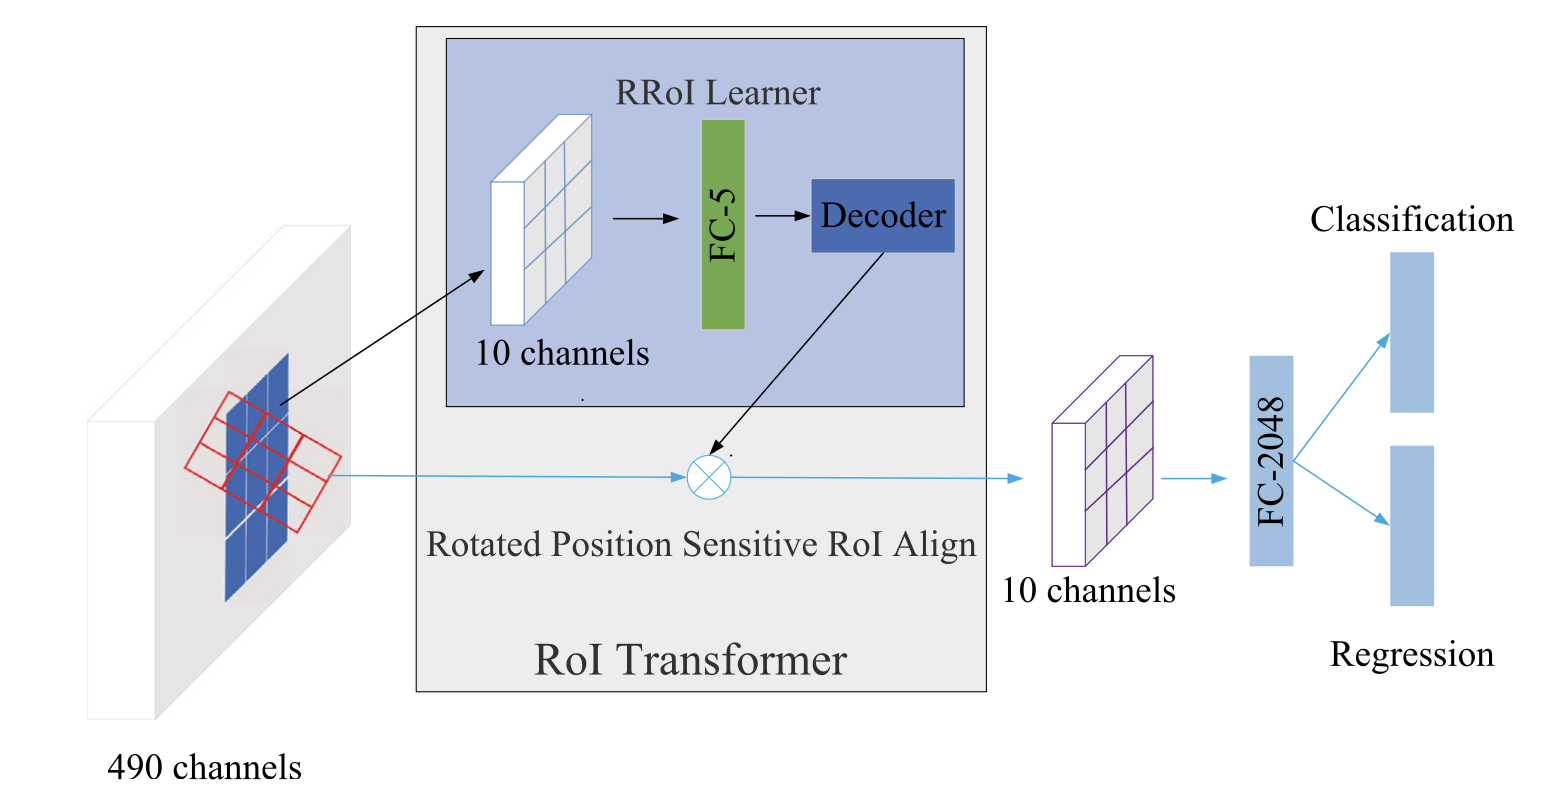 RRoI Learner
FC-5
Decoder
10 channels
Classification
FC-2048
Rotated Position Sensitive RoI Align
10 channels
RoI Transformer
Regression
490 channels